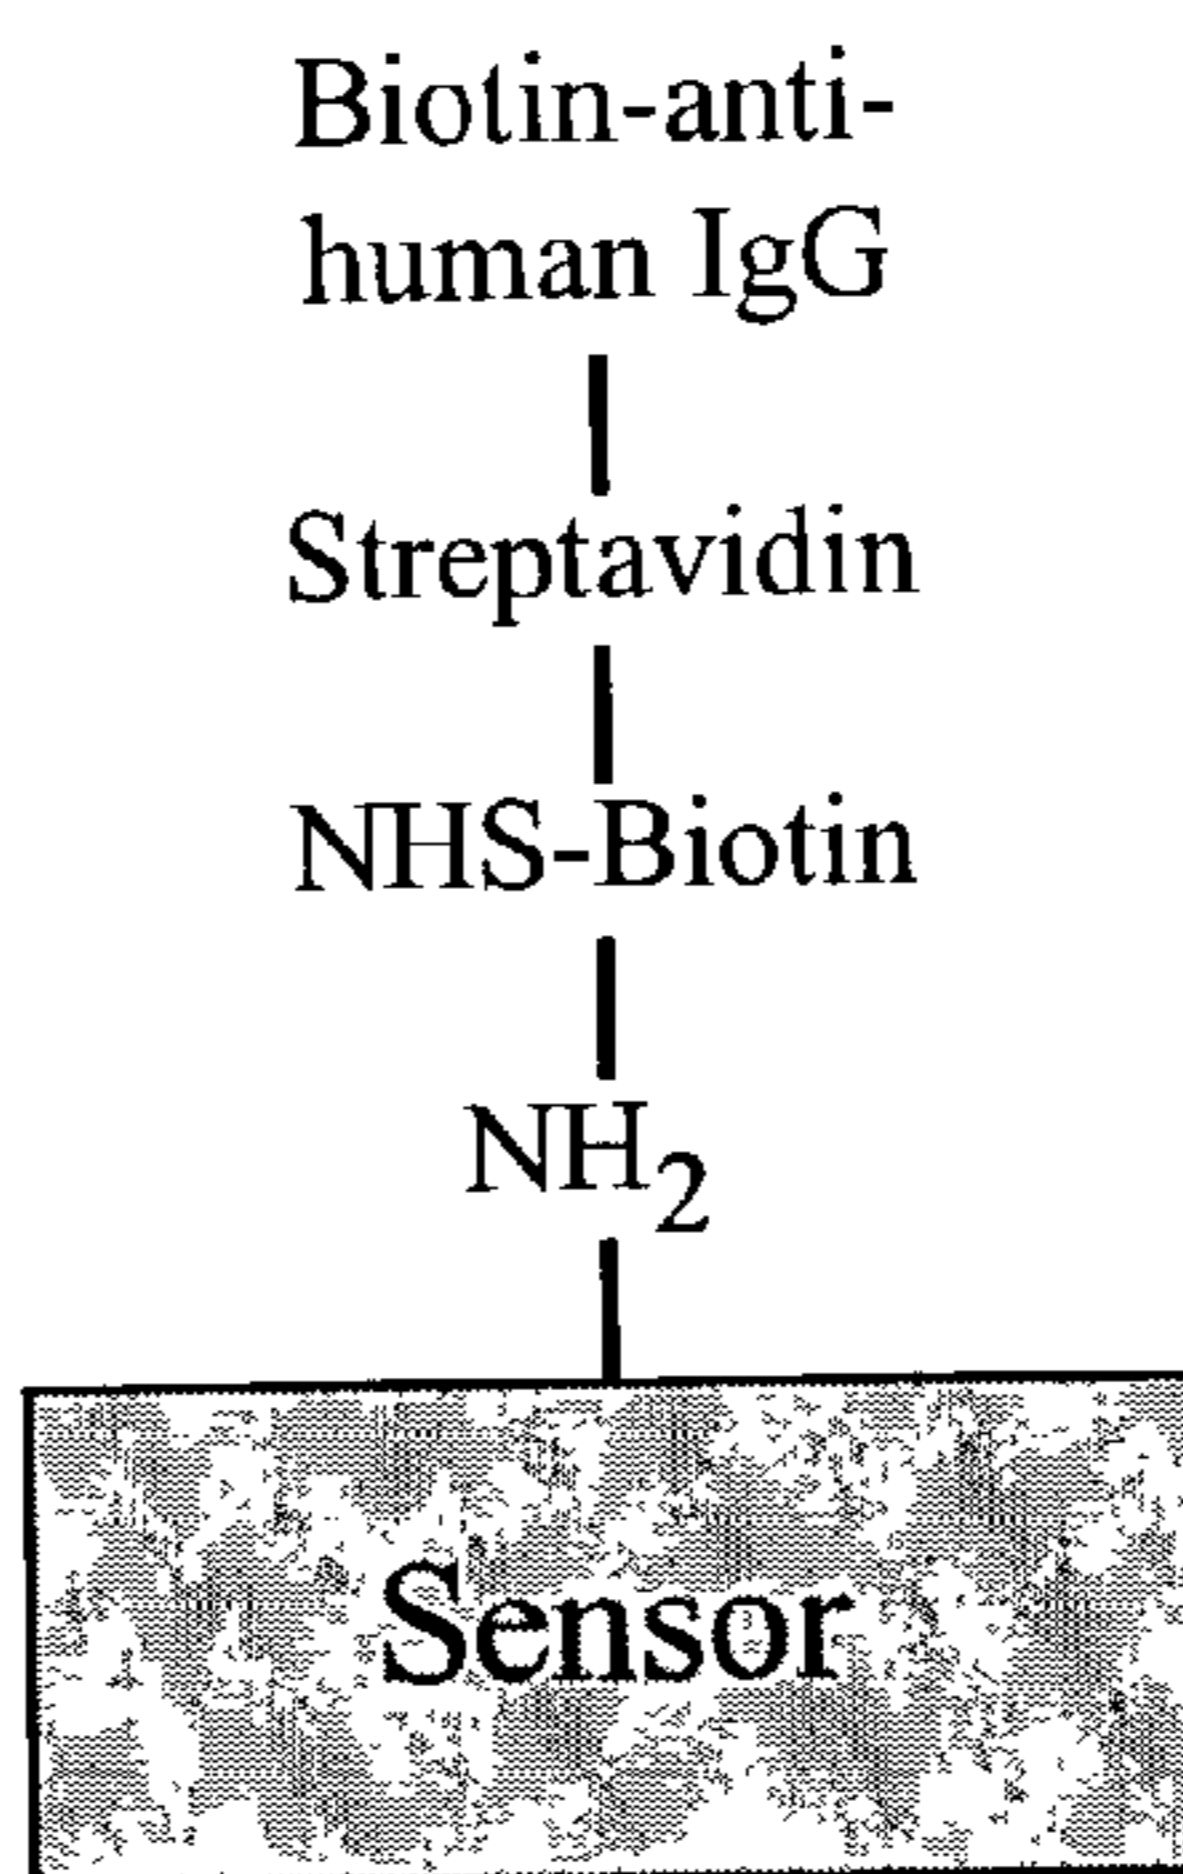 Biotin-anti-
human IgG
Streptavidin
NHS-Biotin
NH₂
Sensor